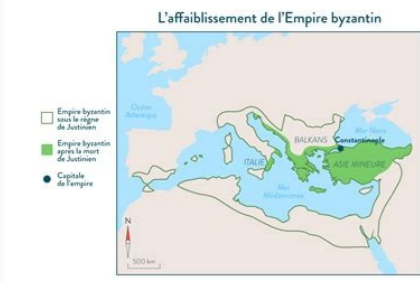 L'affaiblissement de l'Empire byzantin
Empire byzantin
sous le règne
de Justinien
Empire byzantin
après la mort
de Justinien
Capitale
de l'empire
Océan
Atlantique
Mer Noire
BALKANS
Constantinople
ITALIE
ASIE MINEURE
Mer
Méditerranée
N
500 km